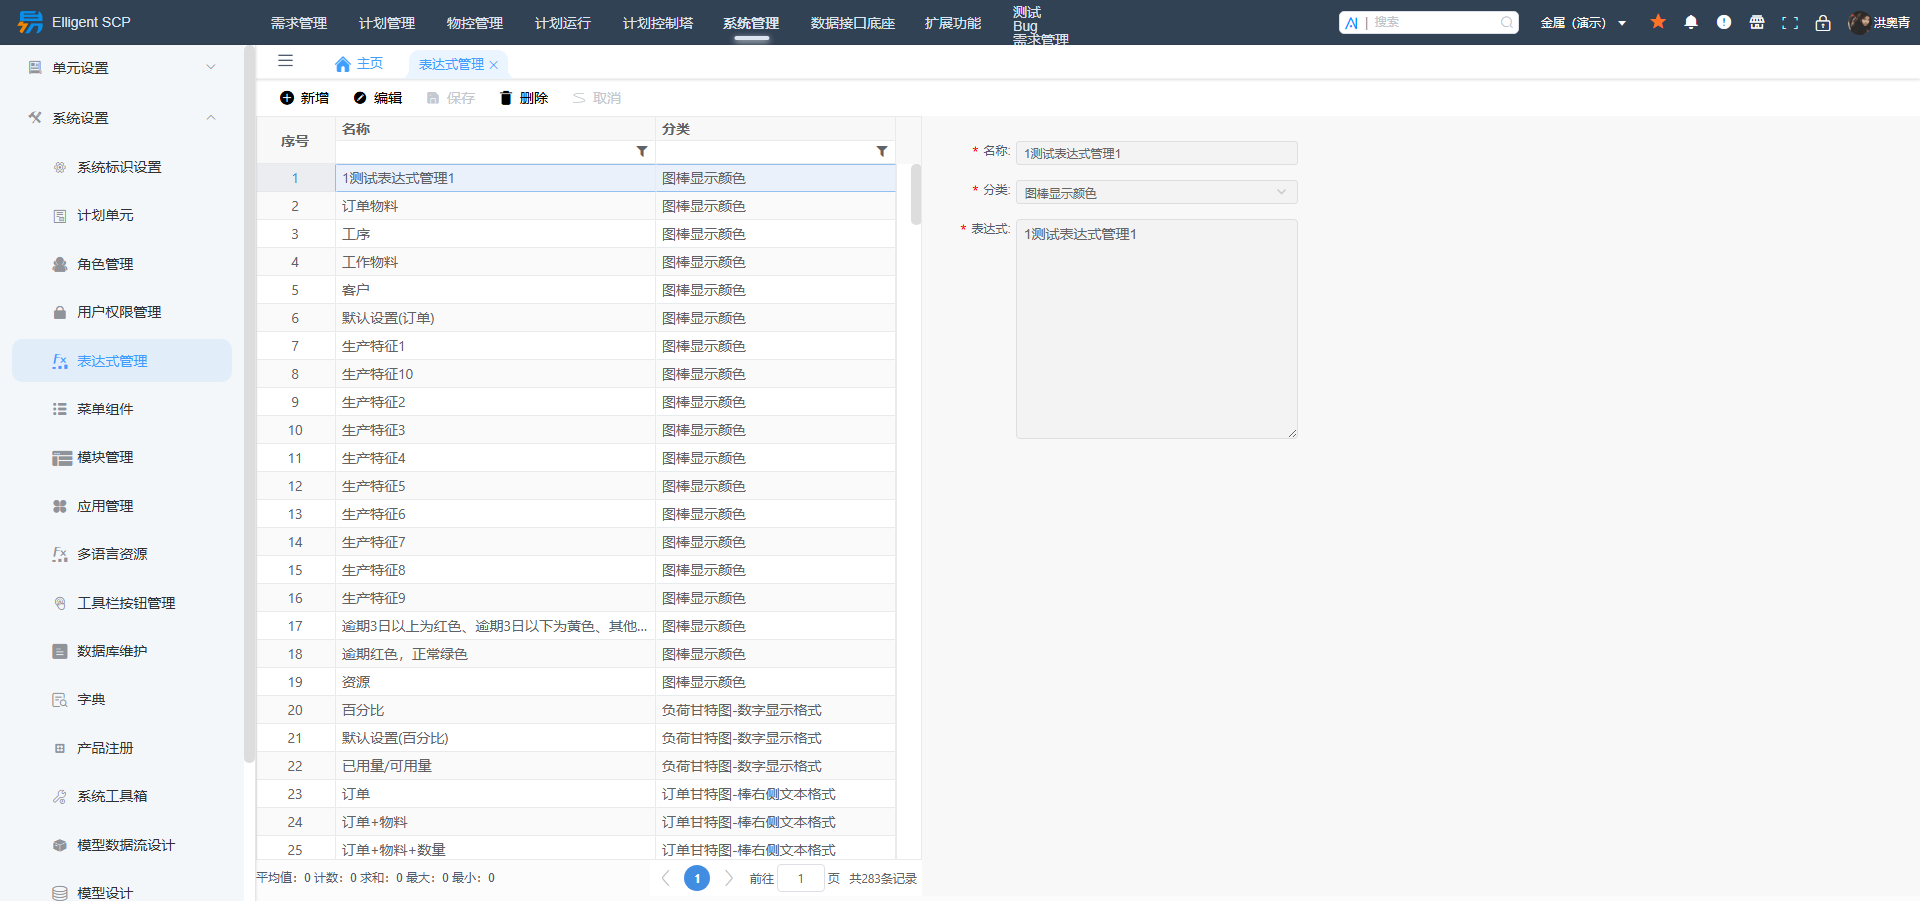 Elligent SCP
需求管理 计划管理 物控管理 计划运行 计划控制塔 系统管理 数据接口底座 扩展功能 测试
Bug
需求管理
AI | 搜索
金属（演示）
洪奥青
单元设置
系统设置
系统标识设置
计划单元
角色管理
用户权限管理
表达式管理
菜单组件
模块管理
应用管理
多语言资源
工具栏按钮管理
数据库维护
字典
产品注册
系统工具箱
模型数据流设计
模型设计
主页 表达式管理
新增 编辑 保存 删除 取消
序号 名称 分类
1 1测试表达式管理1 图棒显示颜色
2 订单物料 图棒显示颜色
3 工序 图棒显示颜色
4 工作物料 图棒显示颜色
5 客户 图棒显示颜色
6 默认设置(订单) 图棒显示颜色
7 生产特征1 图棒显示颜色
8 生产特征10 图棒显示颜色
9 生产特征2 图棒显示颜色
10 生产特征3 图棒显示颜色
11 生产特征4 图棒显示颜色
12 生产特征5 图棒显示颜色
13 生产特征6 图棒显示颜色
14 生产特征7 图棒显示颜色
15 生产特征8 图棒显示颜色
16 生产特征9 图棒显示颜色
17 逾期3日以上为红色、逾期3日以下为黄色、其他... 图棒显示颜色
18 逾期红色，正常绿色 图棒显示颜色
19 资源 图棒显示颜色
20 百分比 负荷甘特图-数字显示格式
21 默认设置(百分比) 负荷甘特图-数字显示格式
22 已用量/可用量 负荷甘特图-数字显示格式
23 订单 订单甘特图-棒右侧文本格式
24 订单+物料 订单甘特图-棒右侧文本格式
25 订单+物料+数量 订单甘特图-棒右侧文本格式
平均值：0 计数：0 求和：0 最大：0 最小：0
1 前往 1 页 共283条记录
* 名称: 1测试表达式管理1
* 分类: 图棒显示颜色
* 表达式: 1测试表达式管理1